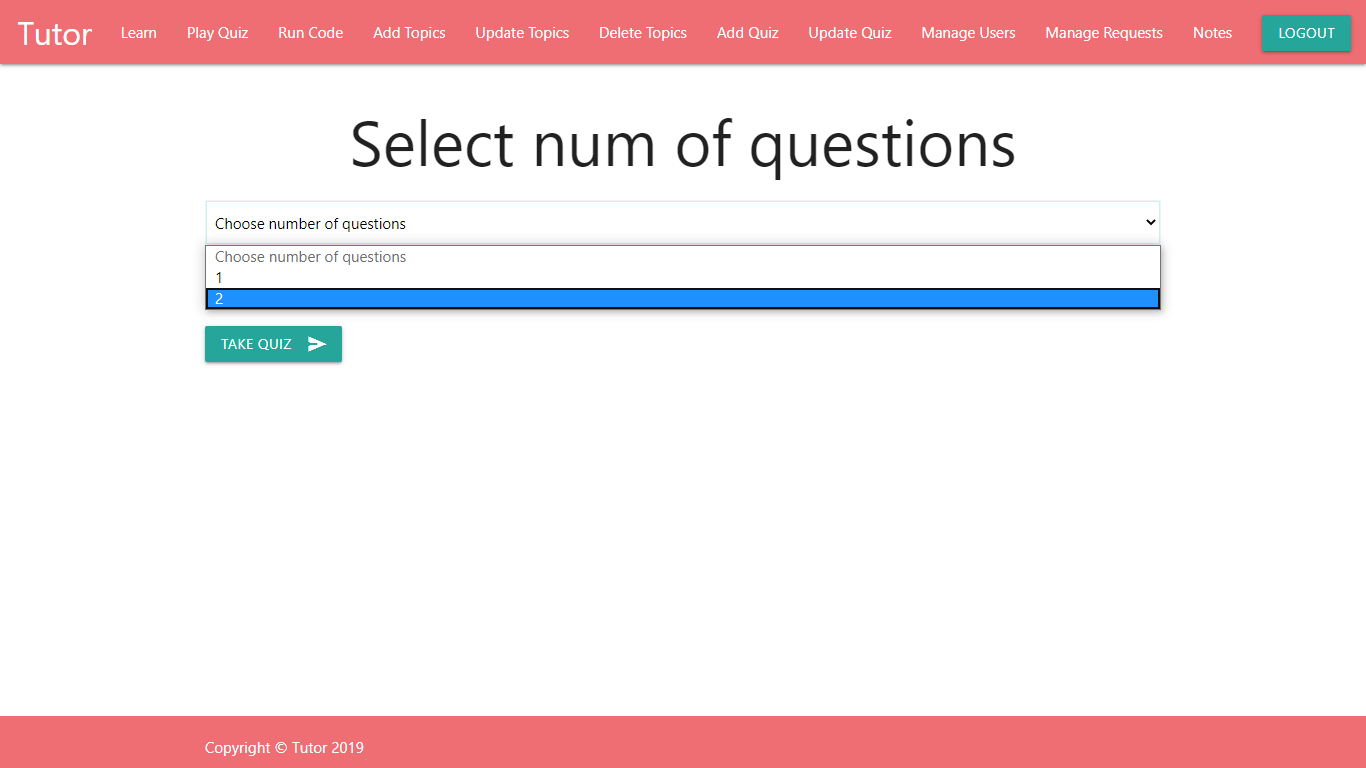 Tutor Learn Play Quiz Run Code Add Topics Update Topics Delete Topics Add Quiz Update Quiz Manage Users Manage Requests Notes LOGOUT
Select num of questions
Choose number of questions
Choose number of questions
1
2
TAKE QUIZ
Copyright © Tutor 2019